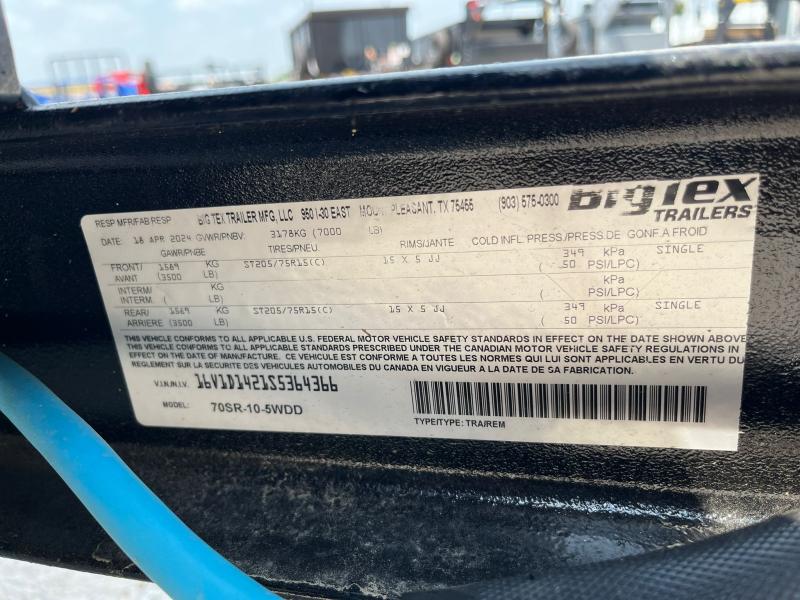 bigTex TRAILERS
RESP MFR/FAB RESP BIG TEX TRAILER MFG, LLC 950 I-30 EAST MOUNT PLEASANT, TX 75455 (903) 575-0300
DATE: 18 APR 2024 GVWR/PNBV: 3178KG (7000 LB)
GAWR/PNBE TIRES/PNEU. RIMS/JANTE COLD INFL. PRESS/PRESS.DE GONF.A FROID
FRONT/ 1569 KG ST205/75R15(C) 15 X 5 JJ 349 kPa SINGLE
AVANT (3500 LB) ( 50 PSI/LPC)
INTERM/ KG kPa
INTERM. ( LB) ( PSI/LPC)
REAR/ 1569 KG ST205/75R15(C) 15 X 5 JJ 349 kPa SINGLE
ARRIERE (3500 LB) ( 50 PSI/LPC)
THIS VEHICLE CONFORMS TO ALL APPLICABLE U.S. FEDERAL MOTOR VEHICLE SAFETY STANDARDS IN EFFECT ON THE DATE SHOWN ABOVE
THIS VEHICLE CONFORMS TO ALL APPLICABLE STANDARDS PRESCRIBED UNDER THE CANADIAN MOTOR VEHICLE SAFETY REGULATIONS IN
EFFECT ON THE DATE OF MANUFACTURE. CE VEHICULE EST CONFORME A TOUTES LES NORMES QUI LUI SONT APPLICABLES EN VERTU DU
REGLEMENT SUR LA SECURITE DES VEHICULES AUTOMOBILES DU CANADA EN VIGUEUR A LA DATE DE SA FABRICATION.
V.I.N./N.I.V. 16V1D1421S5364366
MODEL: 70SR-10-5WDD
TYPE/TYPE: TRA/REM